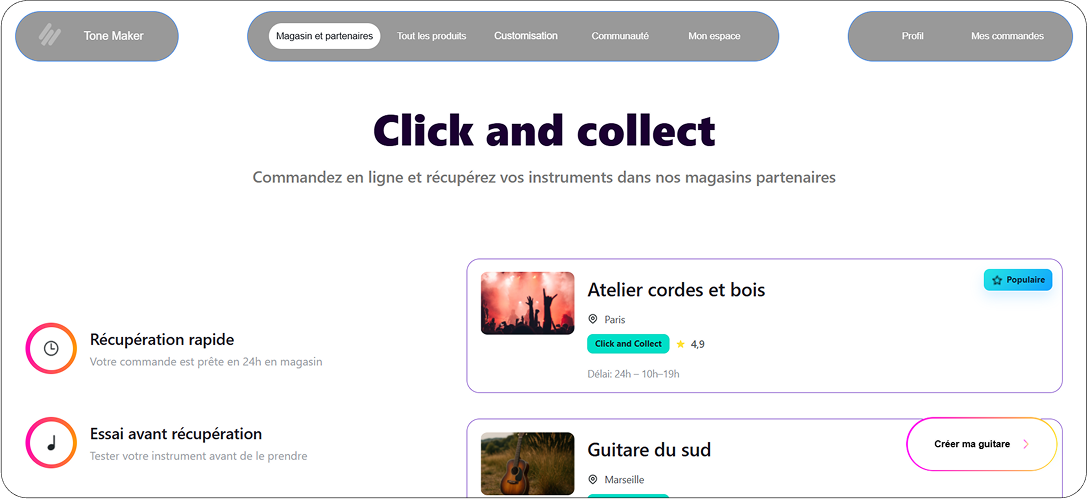 Tone Maker
Magasin et partenaires
Tout les produits
Customisation
Communauté
Mon espace
Profil
Mes commandes
Click and collect
Commandez en ligne et récupérez vos instruments dans nos magasins partenaires
Récupération rapide
Votre commande est prête en 24h en magasin
Essai avant récupération
Tester votre instrument avant de le prendre
Atelier cordes et bois
Populaire
Paris
Click and Collect
4,9
Délai: 24h – 10h–19h
Guitare du sud
Marseille
Créer ma guitare